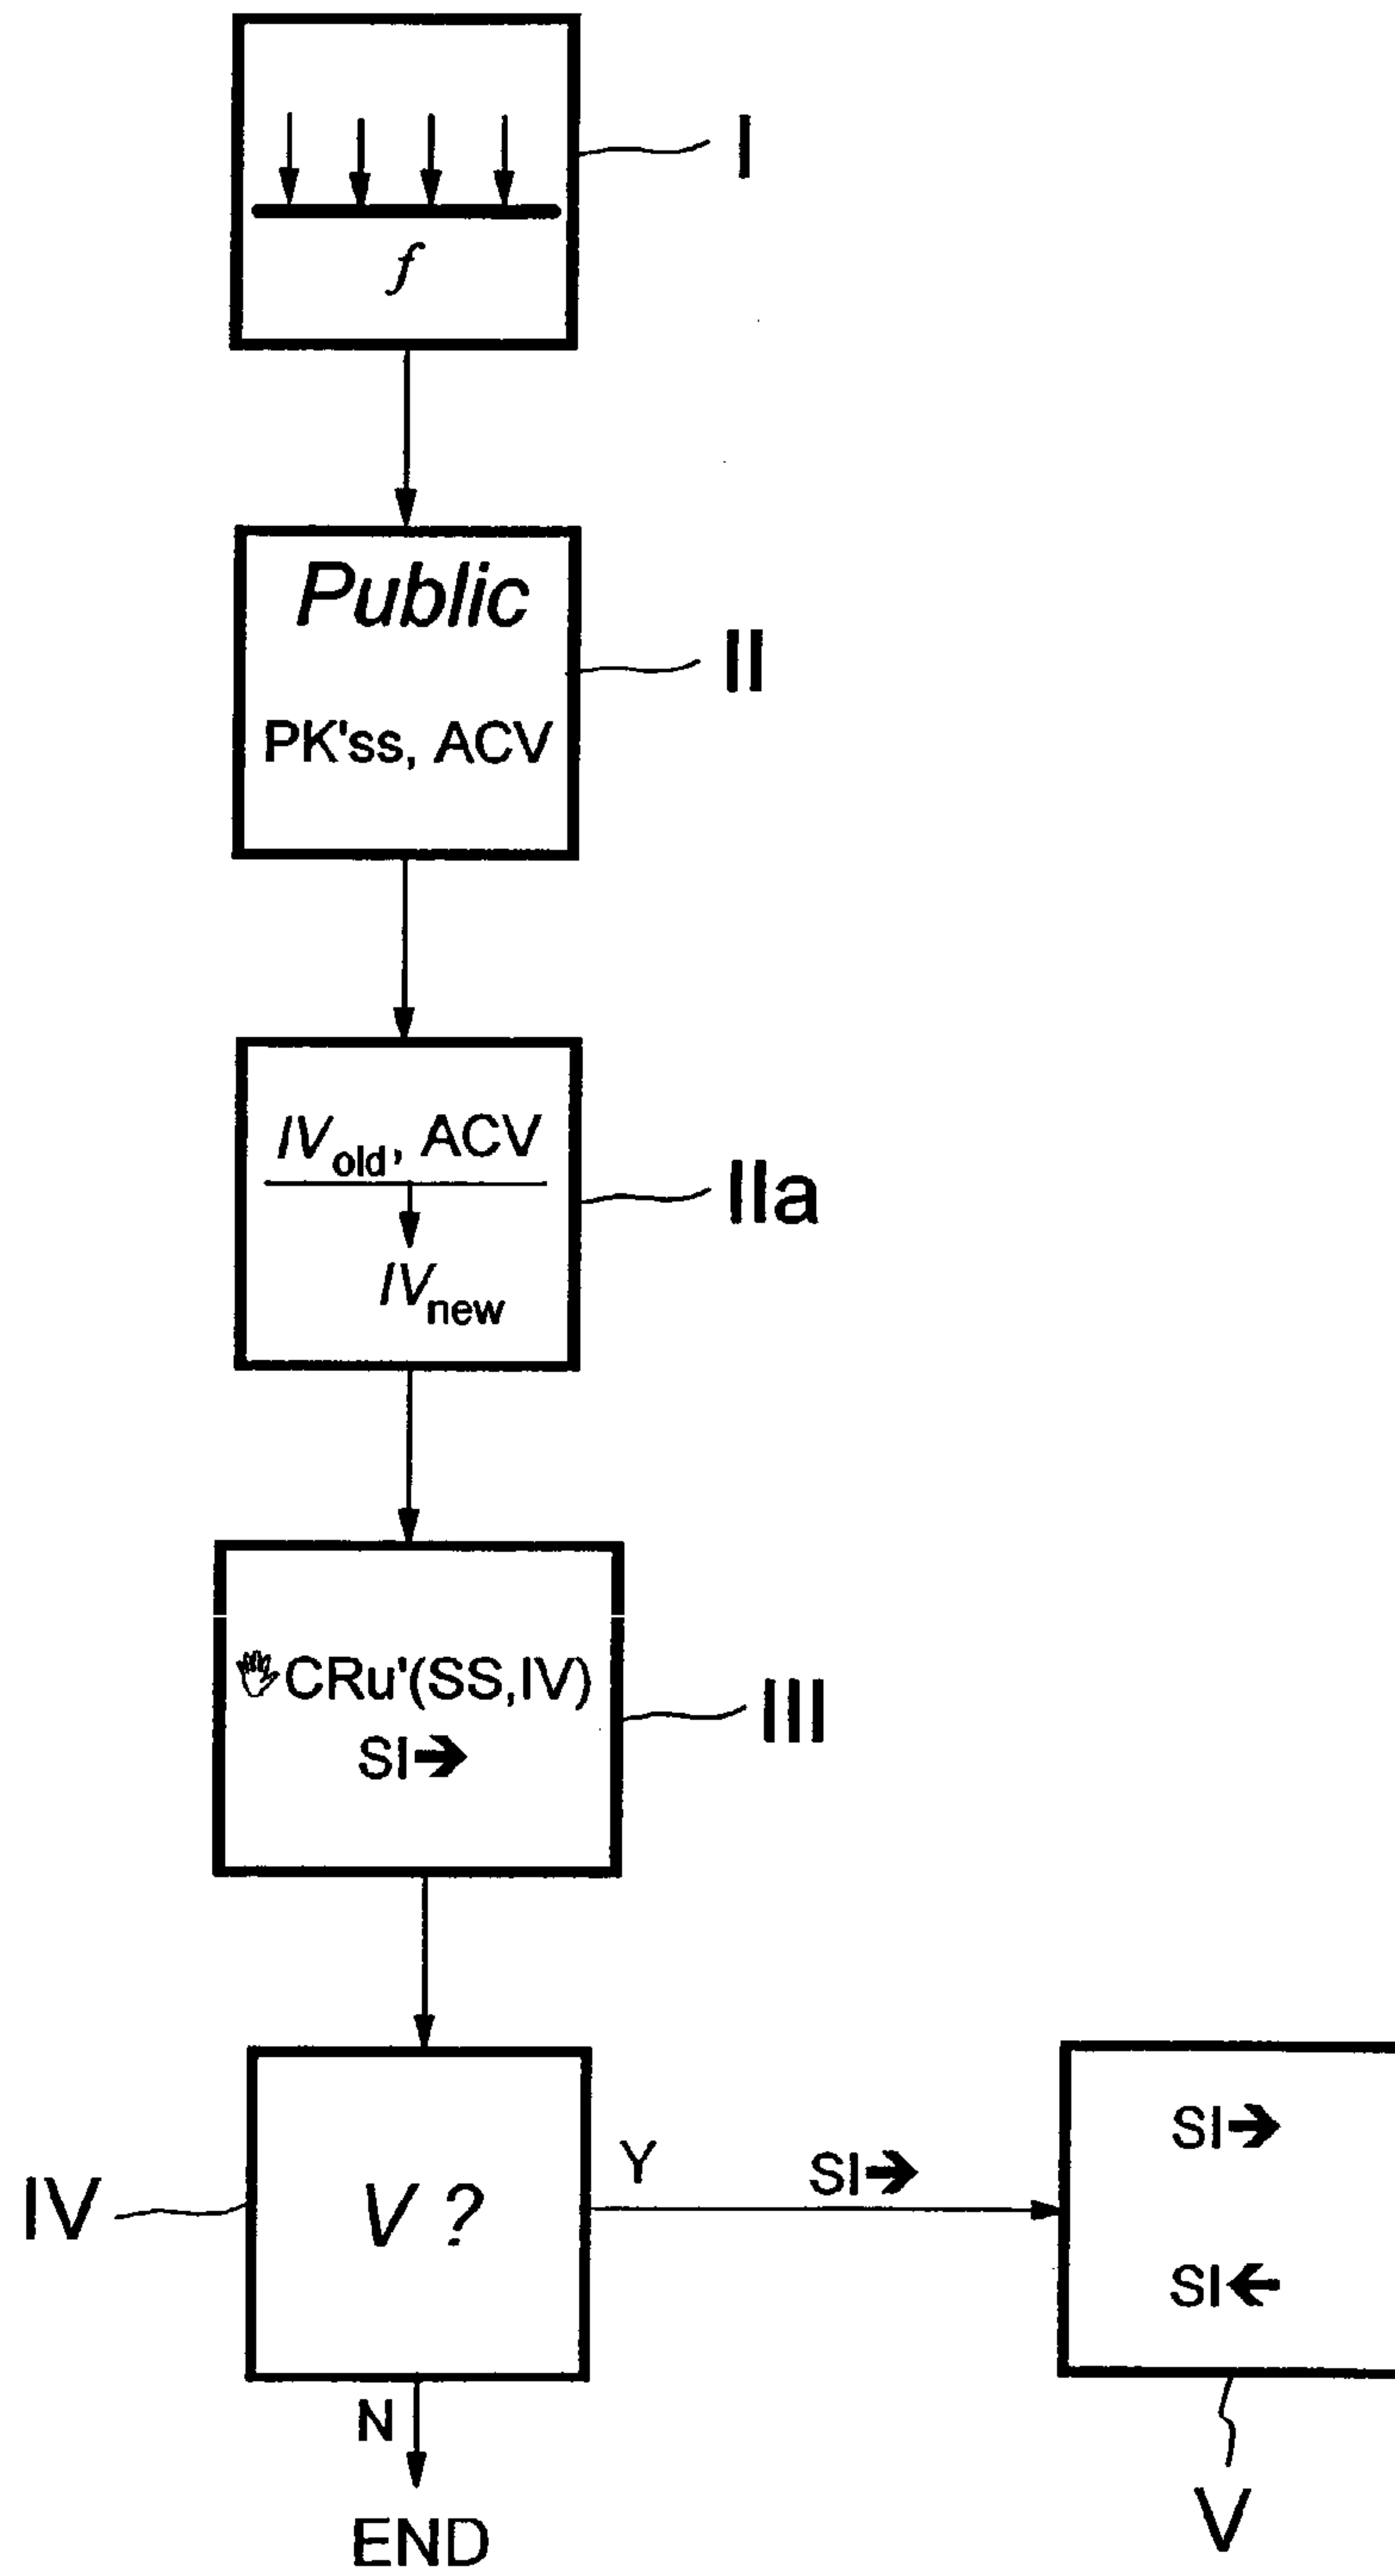 f
I
Public
II
PK'ss, ACV
IVold, ACV
IIa
IVnew
CRu'(SS,IV)
III
SI→
IV
V ?
Y
SI→
SI→
SI←
N
END
V